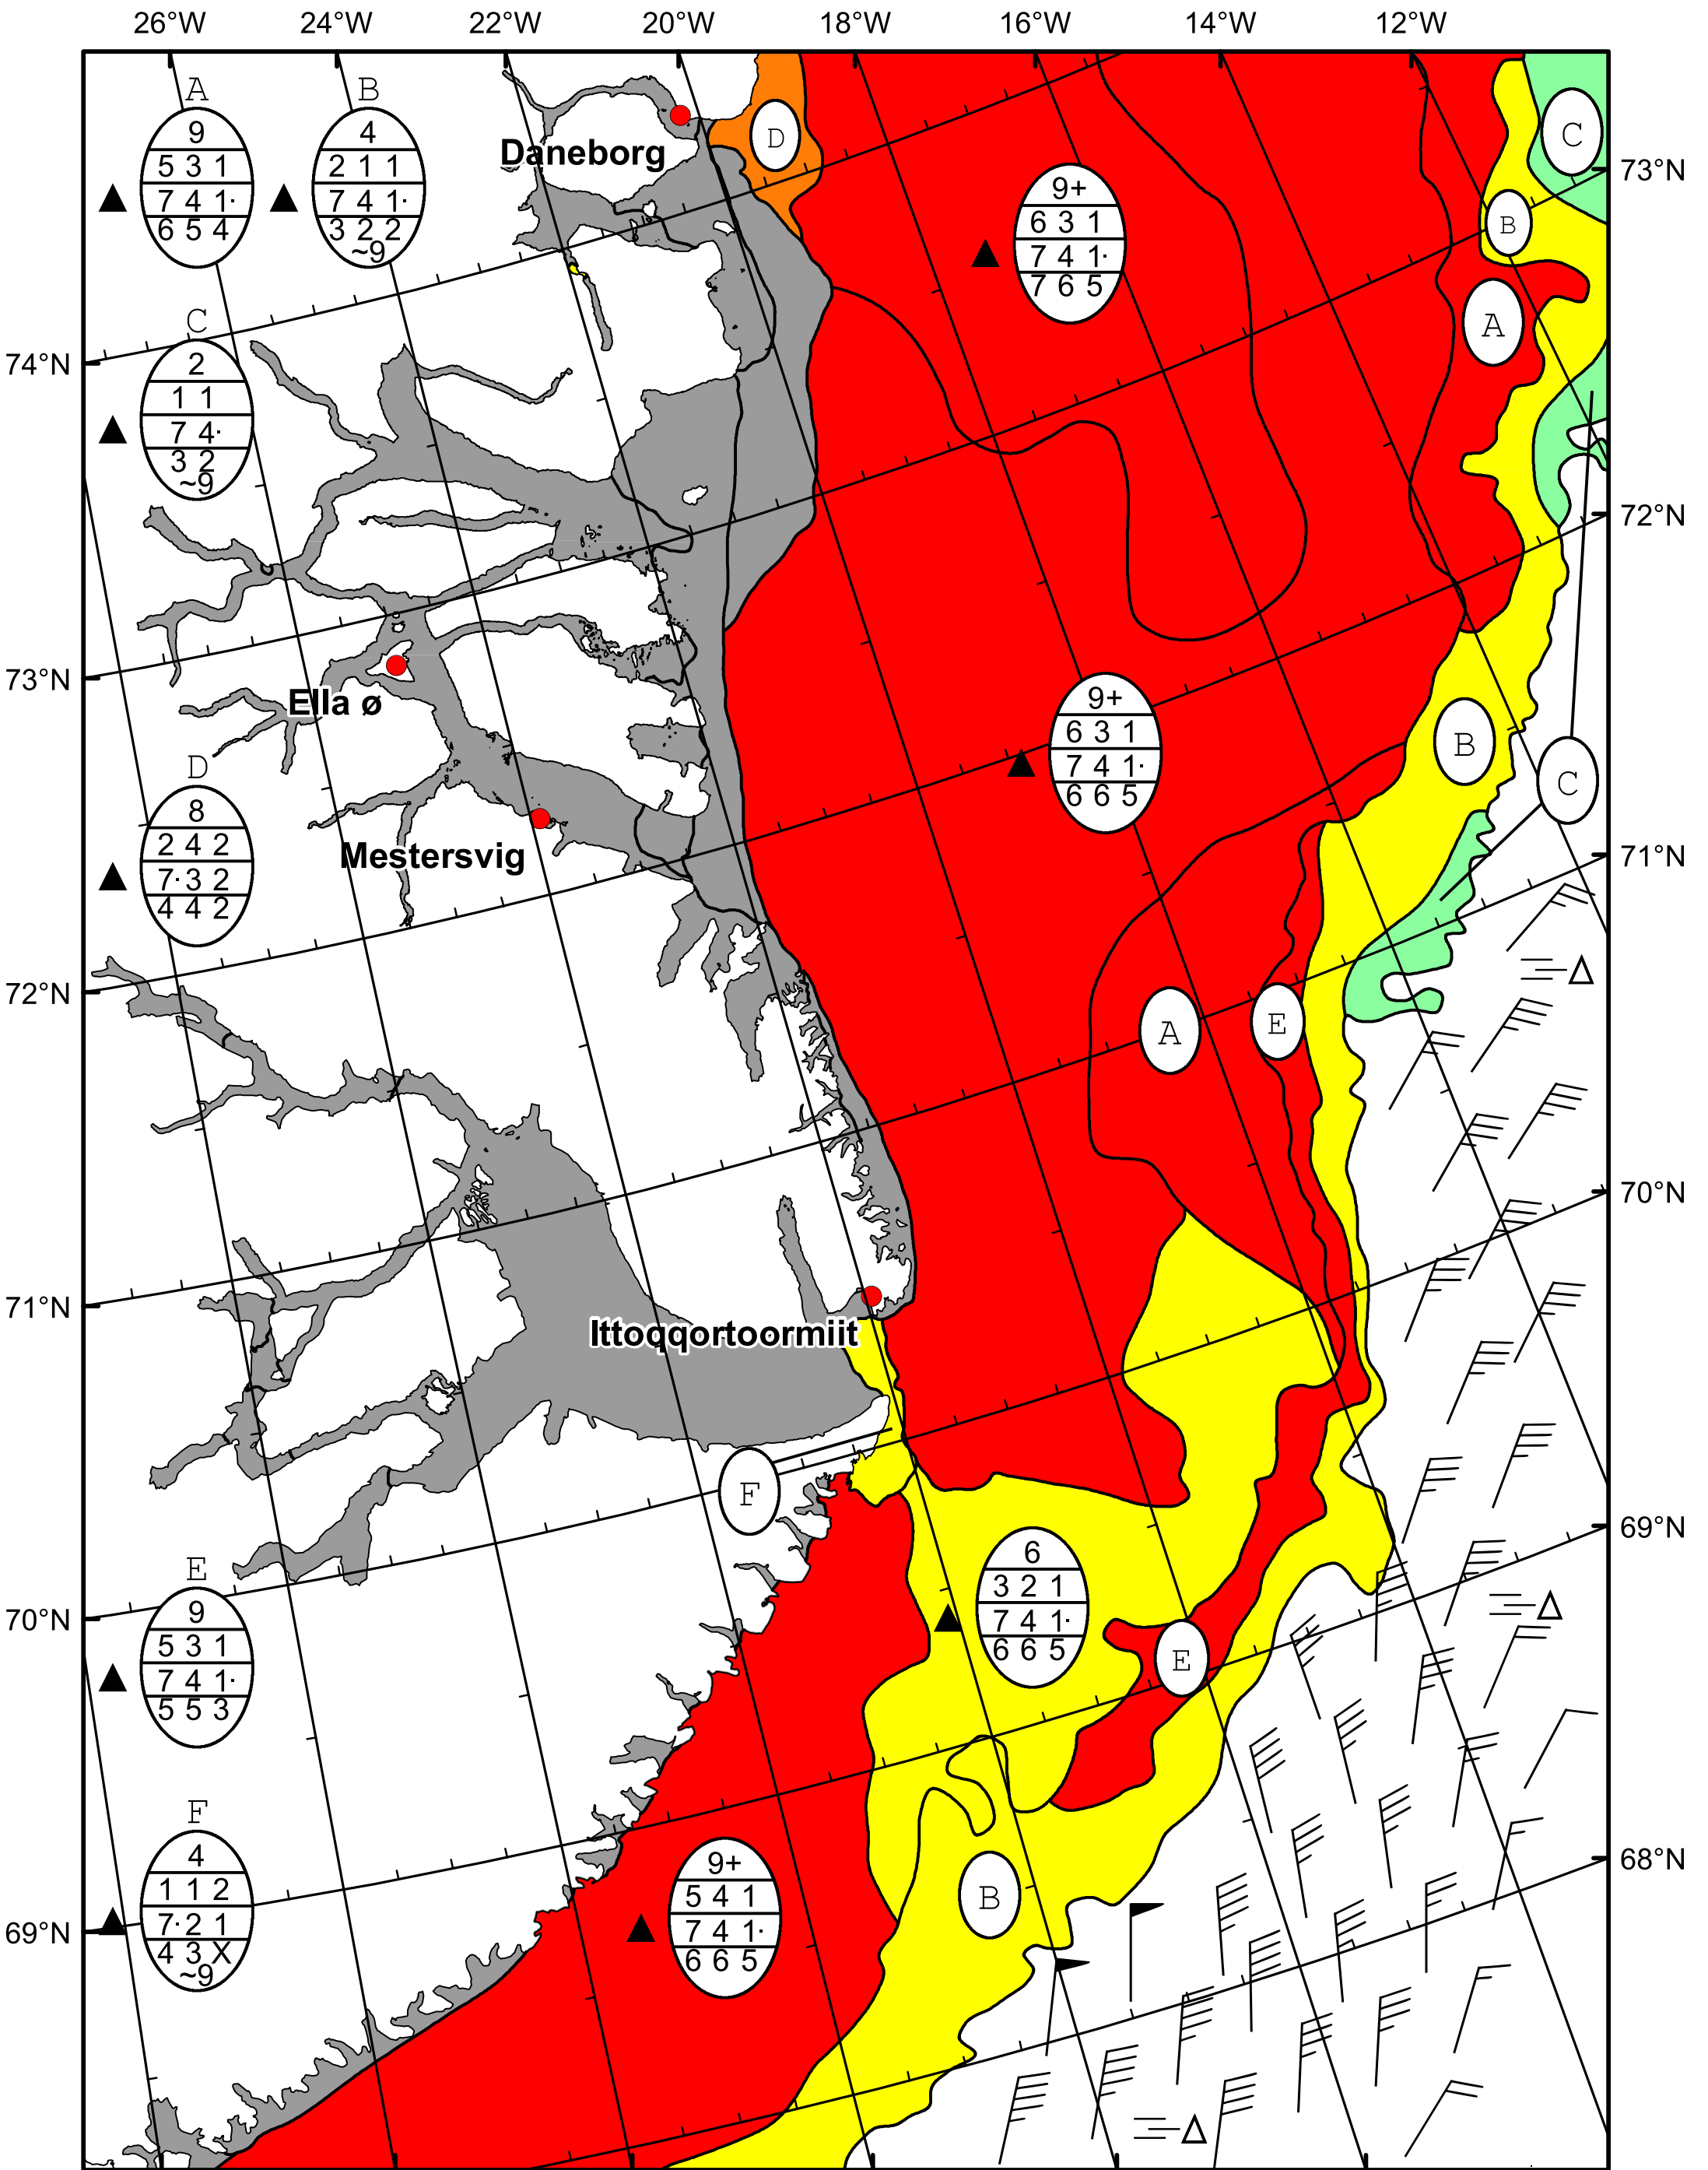 26°W 24°W 22°W 20°W 18°W 16°W 14°W 12°W
A
9
5 3 1
7 4 1·
6 5 4
B
4
2 1 1
7 4 1·
3 2 2
~9
Daneborg
D
C
9+
6 3 1
7 4 1·
7 6 5
73°N
B
A
C
2
1 1
7 4·
3 2
~9
74°N
72°N
73°N
Ella ø
9+
6 3 1
7 4 1·
6 6 5
B
C
D
8
2 4 2
7· 3 2
4 4 2
Mestersvig
71°N
72°N
A
E
70°N
71°N
Ittoqqortoormiit
F
69°N
E
9
5 3 1
7 4 1·
5 5 3
70°N
6
3 2 1
7 4 1·
6 6 5
E
F
4
1 1 2
7· 2 1
4 3 X
~9
9+
5 4 1
7 4 1·
6 6 5
B
68°N
69°N